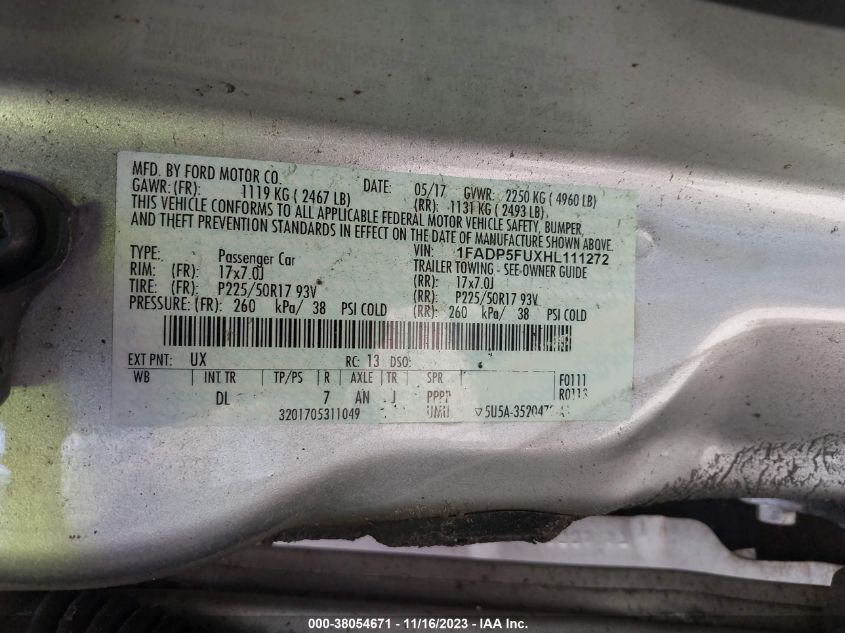 MFD. BY FORD MOTOR CO.
DATE: 05/17 GVWR: 2250 KG ( 4960 LB)
GAWR: (FR): 1119 KG ( 2467 LB) (RR): 1131 KG ( 2493 LB),
THIS VEHICLE CONFORMS TO ALL APPLICABLE FEDERAL MOTOR VEHICLE SAFETY, BUMPER,
AND THEFT PREVENTION STANDARDS IN EFFECT ON THE DATE OF MANUFACTURE SHOWN ABOVE.
VIN: 1FADP5FUXHL111272
TYPE: Passenger Car TRAILER TOWING - SEE OWNER GUIDE
RIM: (FR): 17x7.0J (RR): 17x7.0J
TIRE: (FR): P225/50R17 93V (RR): P225/50R17 93V
PRESSURE: (FR): 260 kPa/ 38 PSI COLD (RR): 260 kPa/ 38 PSI COLD
EXT PNT: UX RC: 13 DSO:
WB INT TR TP/PS R AXLE TR SPR F0111
DL 7 AN J PPPP R0113
3201705311049 UMU ▽5U5A-35204
000-38054671 - 11/16/2023 - IAA Inc.